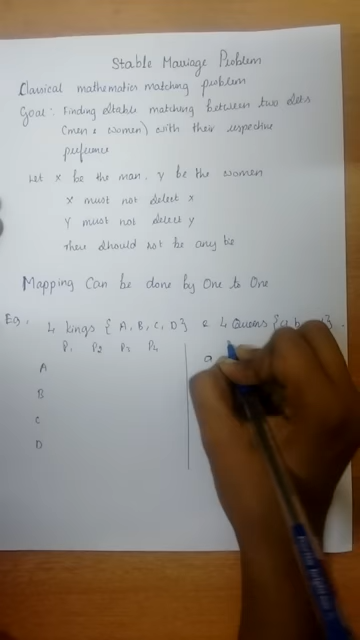 Stable Marriage Problem
Classical mathematics matching problem
Goal: Finding stable matching between two sets
(men & women) with their respective
preference
Let x be the man, y be the women
x must not select x
y must not select y
There should not be any tie
Mapping Can be done by One to One
Eg. 4 kings { A, B, C, D } & 4 Queens {a b
P1 P2 P3 P4
A
B
C
D
a